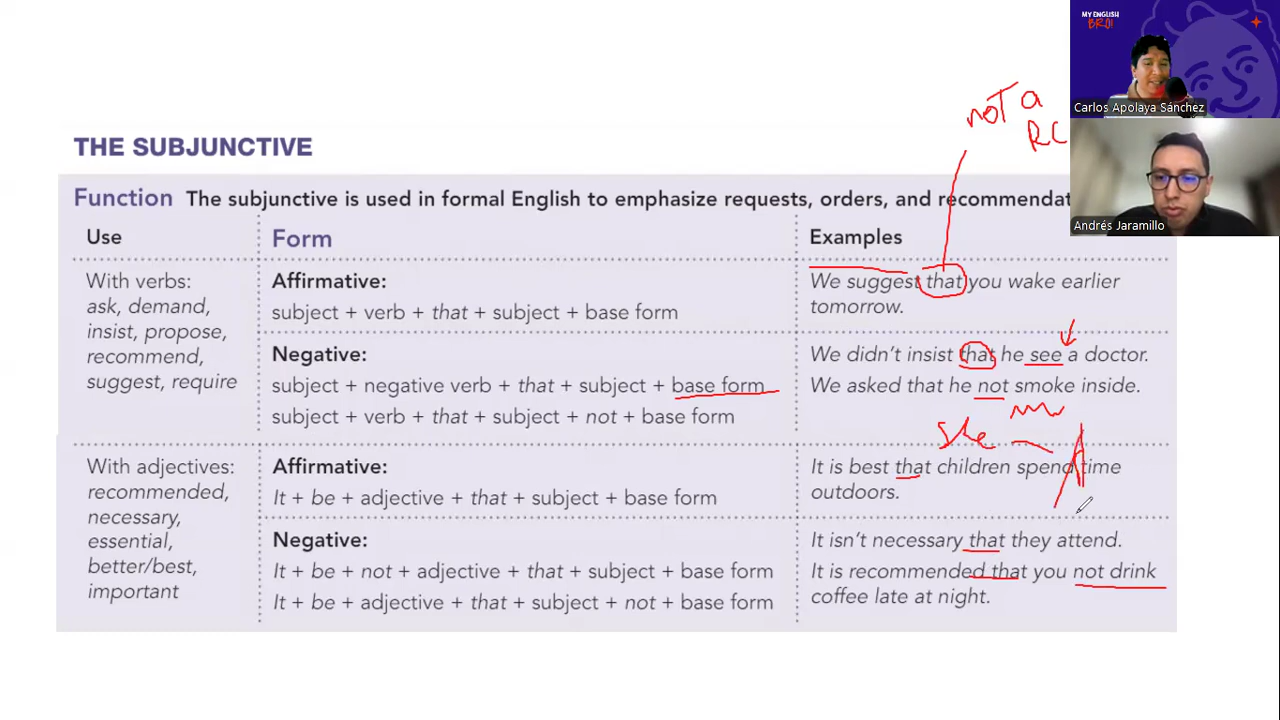 MY ENGLISH
BRO!
Carlos Apolaya Sánchez
not a
RC
THE SUBJUNCTIVE
Andrés Jaramillo
Function The subjunctive is used in formal English to emphasize requests, orders, and recommendat
Use
Form
Examples
With verbs:
ask, demand,
insist, propose,
recommend,
suggest, require
Affirmative:
subject + verb + that + subject + base form
We suggest that you wake earlier
tomorrow.
Negative:
subject + negative verb + that + subject + base form
subject + verb + that + subject + not + base form
We didn't insist that he see a doctor.
We asked that he not smoke inside.
She
With adjectives:
recommended,
necessary,
essential,
better/best,
important
Affirmative:
It + be + adjective + that + subject + base form
It is best that children spend time
outdoors.
Negative:
It + be + not + adjective + that + subject + base form
It + be + adjective + that + subject + not + base form
It isn't necessary that they attend.
It is recommended that you not drink
coffee late at night.